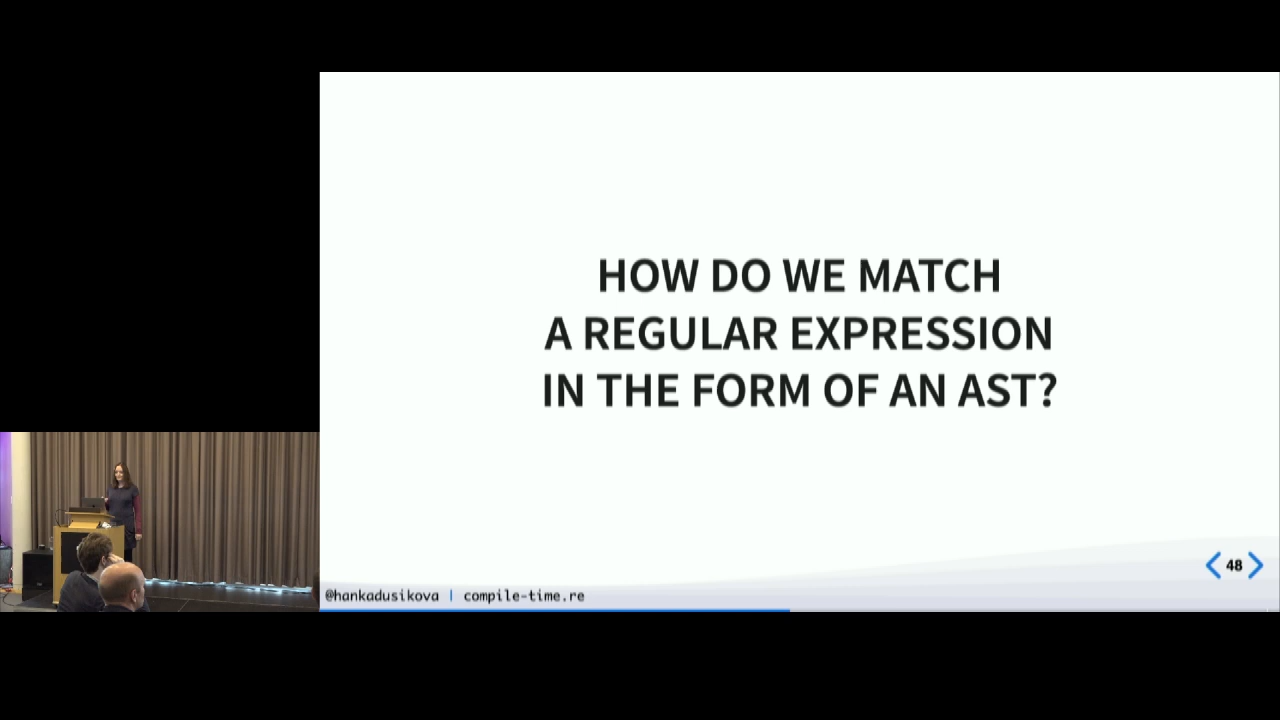 HOW DO WE MATCH
A REGULAR EXPRESSION
IN THE FORM OF AN AST?
48
@hankadusikova | compile-time.re